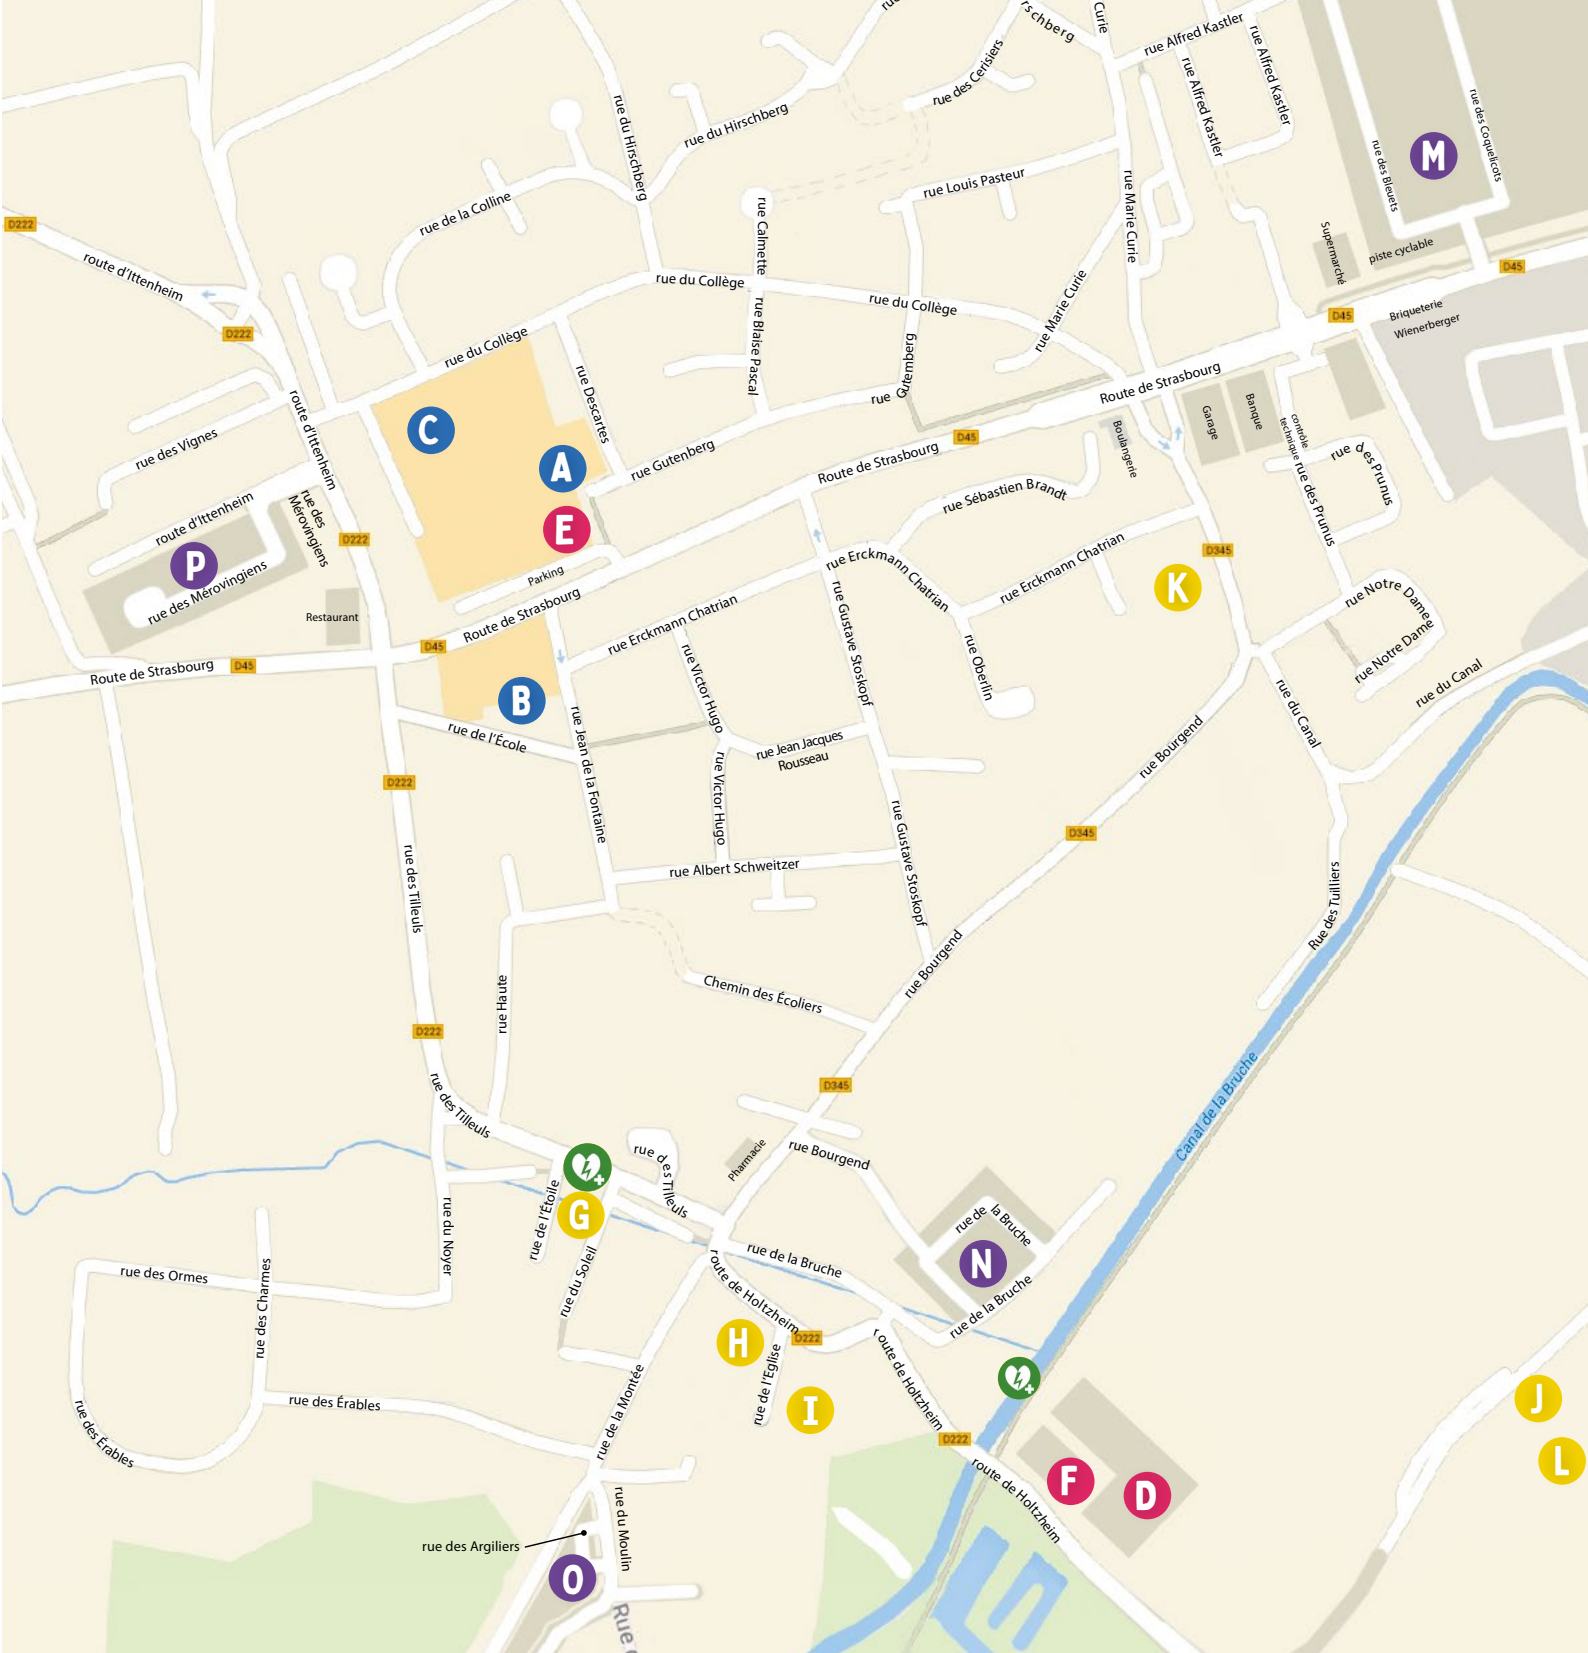 rue du Hirschberg
rue du Hirschberg
rue des Cerisiers
rschberg
Curie
rue Alfred Kastler
rue Alfred Kastler
rue Alfred Kastler
rue des Coquelicots
rue des Bleuets
M
rue Louis Pasteur
rue Marie Curie
rue de la Colline
rue Calmette
D222
route d'Ittenheim
Supermarché
piste cyclable
D45
D45
Briqueterie
Wienerberger
rue du Collège
rue du Collège
rue Marie Curie
D222
rue du Collège
rue Blaise Pascal
rue Gutemberg
rue Descartes
Route de Strasbourg
route d'Ittenheim
C
A
E
rue des Vignes
rue Gutenberg
D45
Route de Strasbourg
Boulangerie
Garage
Banque
contrôle
technique
rue des Prunus
rue des Prunus
route d'Ittenheim
rue des
Mérovingiens
D222
P
rue des Mérovingiens
Parking
rue Sébastien Brandt
rue Erckmann Chatrian
rue Erckmann Chatrian
D345
K
Restaurant
Route de Strasbourg
D45
rue Erckmann Chatrian
rue Gustave Stoskopf
rue Oberlin
rue Notre Dame
rue Notre Dame
Route de Strasbourg
D45
B
rue de l'École
rue Jean de la Fontaine
rue Victor Hugo
rue Victor Hugo
rue Jean Jacques
Rousseau
rue du Canal
rue du Canal
rue Bourgend
D222
D345
rue des Tilleuls
rue Albert Schweitzer
rue Gustave Stoskopf
rue Bourgend
Rue des Tuilliers
rue Haute
Chemin des Écoliers
D222
D345
Canal de la Bruche
rue des Tilleuls
rue des Tilleuls
Pharmacie
rue Bourgend
rue de l'Étoile
G
rue du Soleil
rue du Noyer
rue de la Bruche
rue de la Bruche
N
rue de la Bruche
rue des Ormes
rue des Charmes
route de Holtzheim
D222
H
rue de l'Eglise
I
route de Holtzheim
J
L
rue des Érables
rue des Érables
rue de la Montée
D222
route de Holtzheim
F
D
rue des Argiliers
rue du Moulin
O
Rue